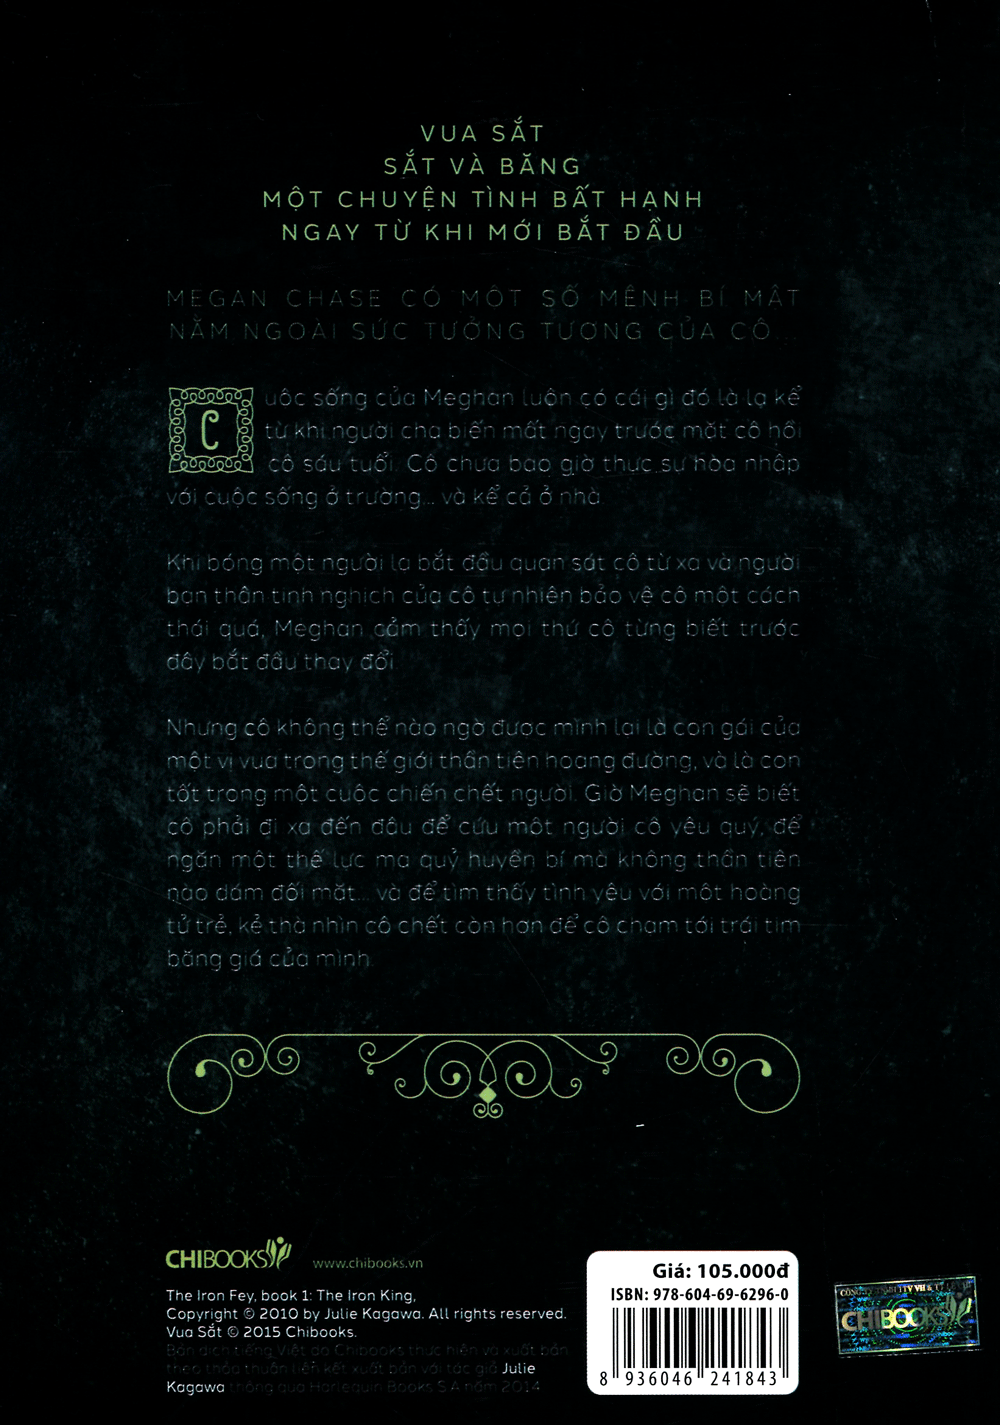 VUA SẮT
SẮT VÀ BĂNG
MỘT CHUYỆN TÌNH BẤT HẠNH
NGAY TỪ KHI MỚI BẮT ĐẦU
MEGAN CHASE CÓ MỘT SỐ MỆNH BÍ MẬT
NẰM NGOÀI SỨC TƯỞNG TƯỢNG CỦA CÔ...
Cuộc sống của Meghan luôn có cái gì đó là lạ kể
từ khi người cha biến mất ngay trước mắt cô hồi
cô sáu tuổi. Cô chưa bao giờ thực sự hòa nhập
với cuộc sống ở trường... và kể cả ở nhà.
Khi bóng một người lạ bắt đầu quan sát cô từ xa và người
bạn thân tinh nghịch của cô tự nhiên bảo vệ cô một cách
thái quá, Meghan cảm thấy mọi thứ cô từng biết trước
đây bắt đầu thay đổi.
Nhưng cô không thể nào ngờ được mình lại là con gái của
một vị vua trong thế giới thần tiên hoang đường, và là con
tốt trong một cuộc chiến chết người. Giờ Meghan sẽ biết
cô phải đi xa đến đâu để cứu một người cô yêu quý, để
ngăn một thế lực ma quỷ huyền bí mà không thần tiên
nào dám đối mặt... và để tìm thấy tình yêu với một hoàng
tử trẻ, kẻ thà nhìn cô chết còn hơn để cô chạm tới trái tim
băng giá của mình.
CHIBOOKS www.chibooks.vn
The Iron Fey, book 1: The Iron King,
Copyright © 2010 by Julie Kagawa. All rights reserved.
Vua Sắt © 2015 Chibooks.
Bản dịch tiếng Việt do Chibooks thực hiện và xuất bản
theo thỏa thuận liên kết xuất bản với tác giả Julie
Kagawa thông qua Harlequin Books S.A năm 2014
Giá: 105.000đ
ISBN: 978-604-69-6296-0
8 936046 241843
CHIBOOKS